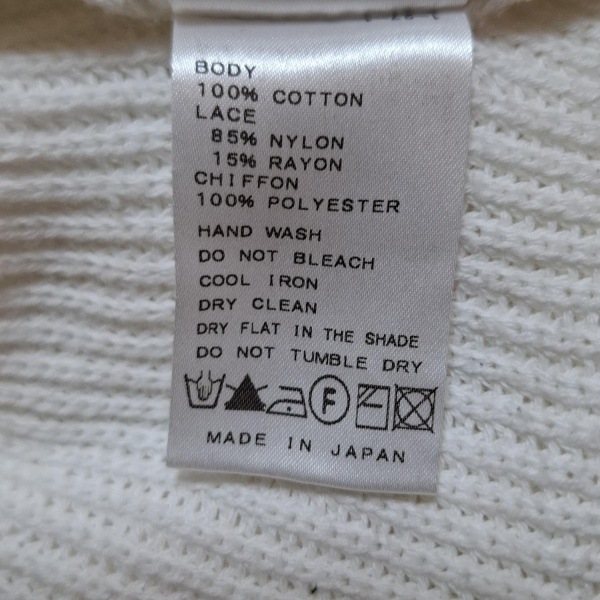 BODY
100% COTTON
LACE
85% NYLON
15% RAYON
CHIFFON
100% POLYESTER
HAND WASH
DO NOT BLEACH
COOL IRON
DRY CLEAN
DRY FLAT IN THE SHADE
DO NOT TUMBLE DRY
F
MADE IN JAPAN